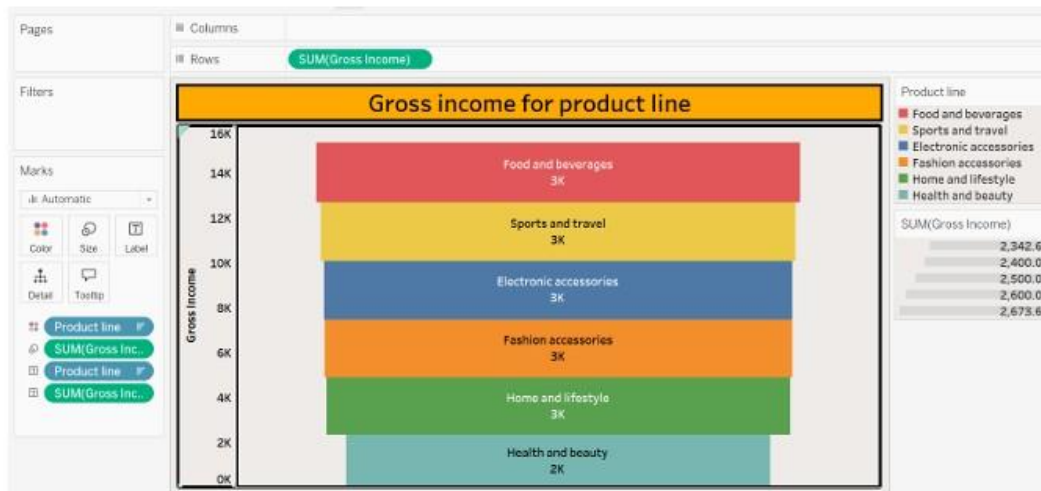 Pages
Columns
Rows
SUM(Gross Income)
Filters
Marks
Automatic
Color
Size
Label
Detail
Tooltip
Product line
SUM(Gross Inc..
Product line
SUM(Gross Inc..
Gross income for product line
Gross Income
16K
14K
12K
10K
8K
6K
4K
2K
0K
Food and beverages
3K
Sports and travel
3K
Electronic accessories
3K
Fashion accessories
3K
Home and lifestyle
3K
Health and beauty
2K
Product line
Food and beverages
Sports and travel
Electronic accessories
Fashion accessories
Home and lifestyle
Health and beauty
SUM(Gross Income)
2,342.6
2,400.0
2,500.0
2,600.0
2,673.6